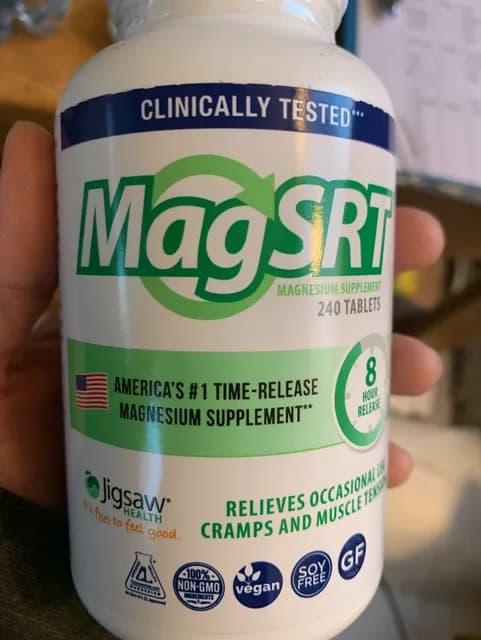 CLINICALLY TESTED***
MagSRT
MAGNESIUM SUPPLEMENT
240 TABLETS
AMERICA'S #1 TIME-RELEASE
MAGNESIUM SUPPLEMENT**
8
HOUR
RELEASE
Jigsaw
HEALTH
It's fun to feel good.
RELIEVES OCCASIONAL LEG
CRAMPS AND MUSCLE TENSION
100%
NON-GMO
INGREDIENTS
vegan
SOY
FREE
GF